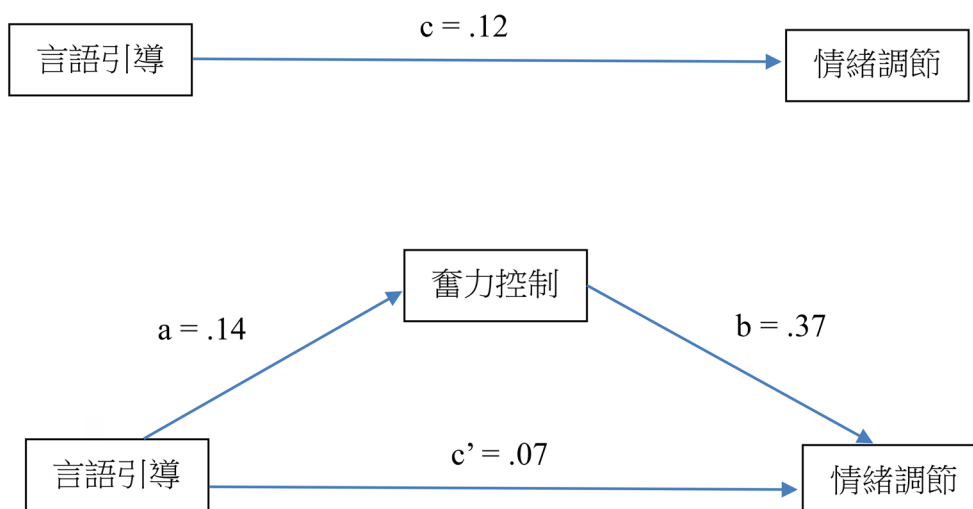 c = .12
言語引導
情緒調節
奮力控制
a = .14
b = .37
c’ = .07
言語引導
情緒調節